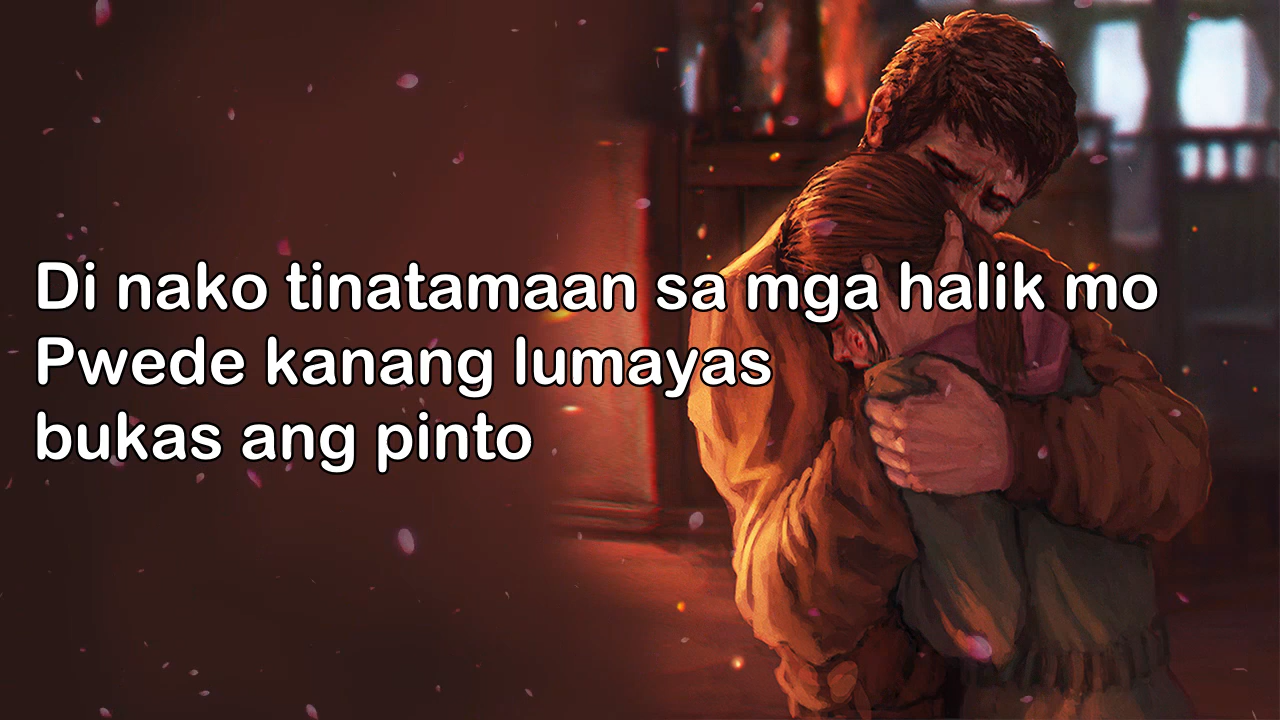 Di nako tinatamaan sa mga halik mo
Pwede kanang lumayas
bukas ang pinto